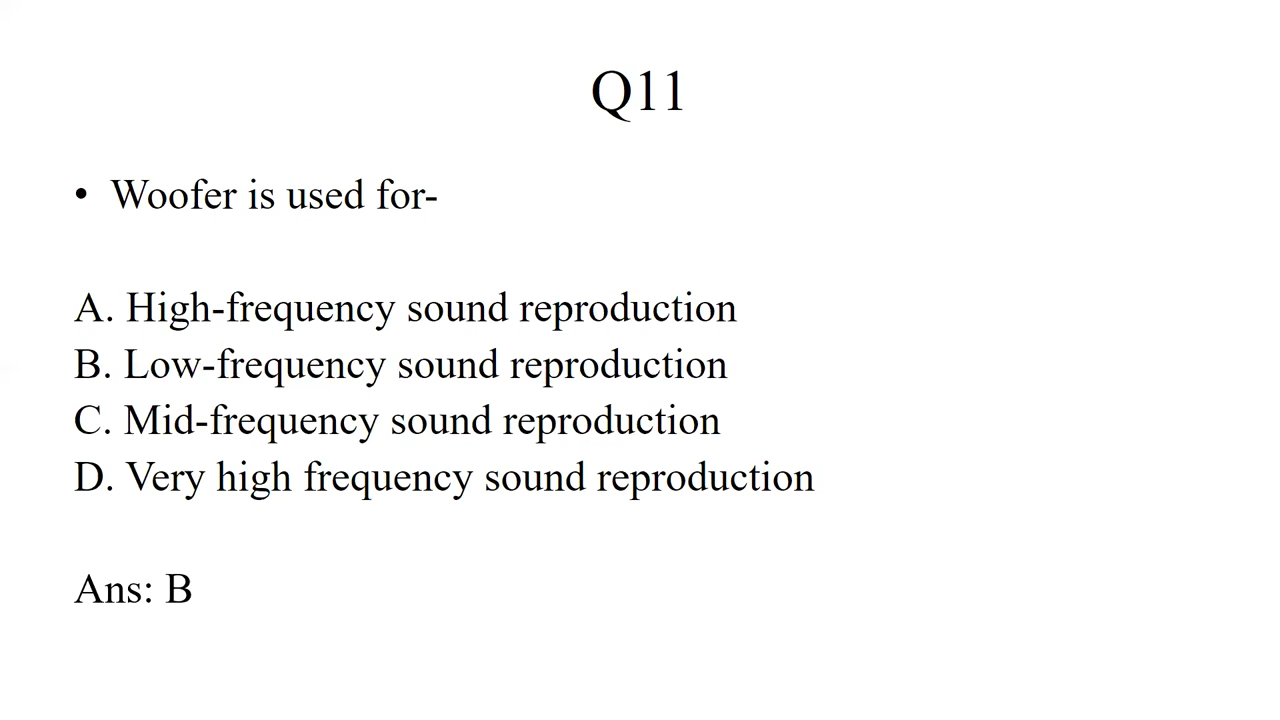 Q11
• Woofer is used for-
A. High-frequency sound reproduction
B. Low-frequency sound reproduction
C. Mid-frequency sound reproduction
D. Very high frequency sound reproduction
Ans: B